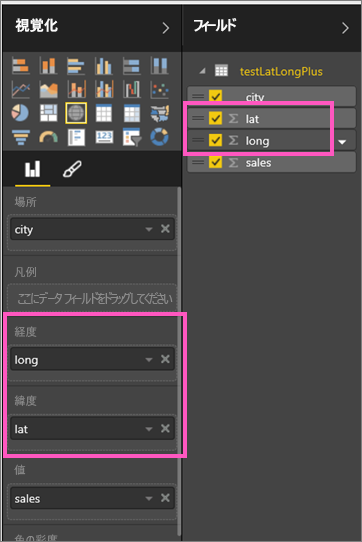 視覚化
フィールド
testLatLongPlus
city
lat
long
sales
場所
city
凡例
ここにデータ フィールドをドラッグしてください
経度
long
緯度
lat
値
sales
色の彩度